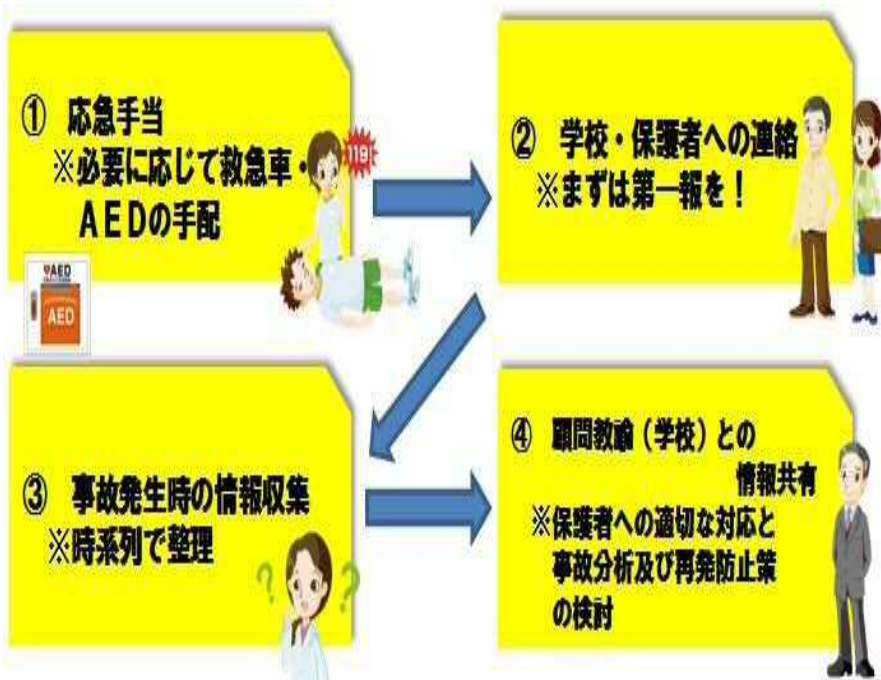 ① 応急手当
※必要に応じて救急車・
AEDの手配
119!
AED
AED
② 学校・保護者への連絡
※まずは第一報を！
③ 事故発生時の情報収集
※時系列で整理
？ ？
④ 顧問教諭（学校）との
情報共有
※保護者への適切な対応と
事故分析及び再発防止策
の検討